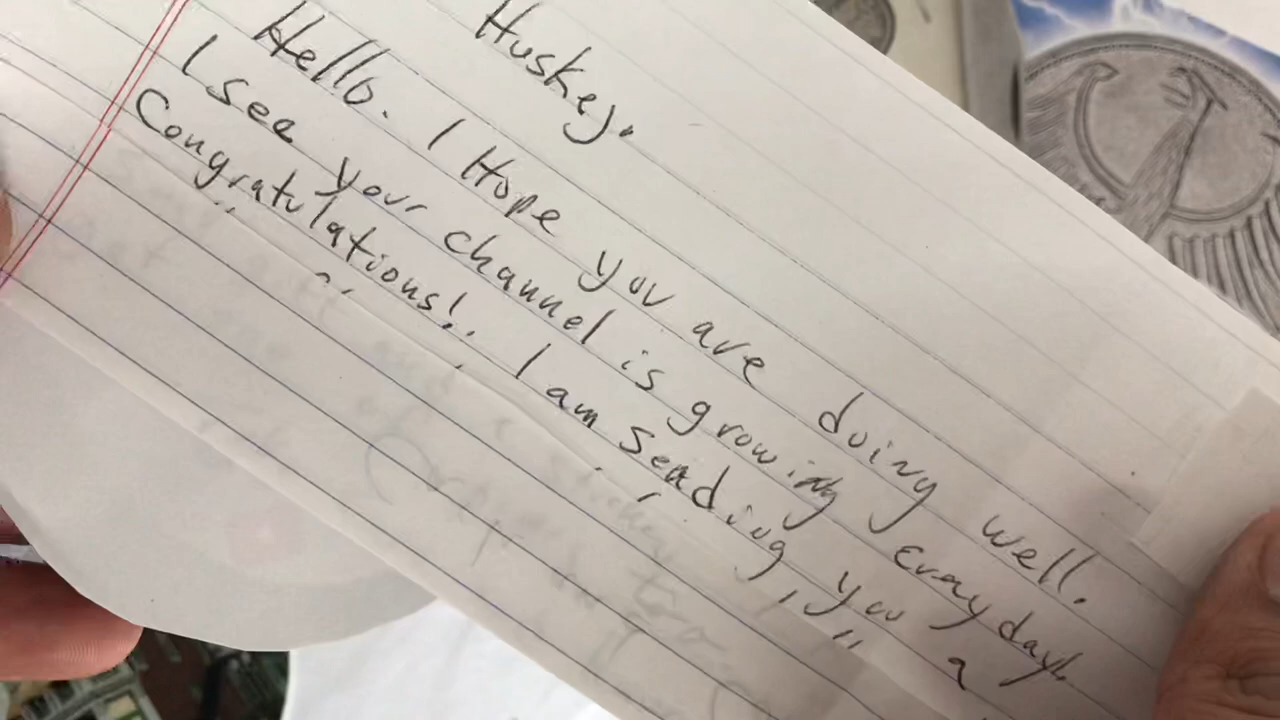 Huskey.
Hello. I Hope you are doing well.
I see your channel is growing everyday!.
Congratulations!. I am sending you a